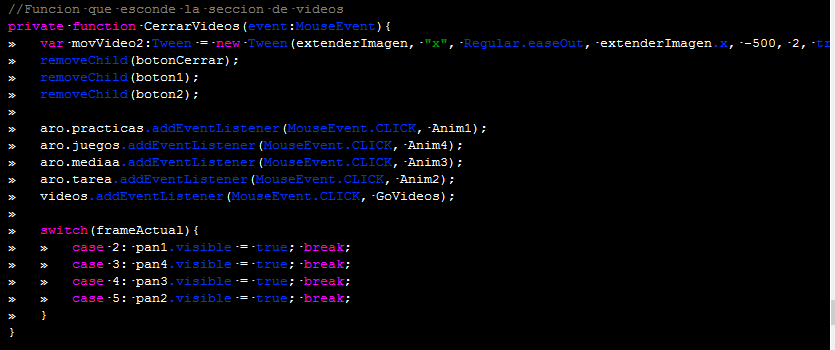 //Funcion que esconde la seccion de videos
private function CerrarVideos(event:MouseEvent){
» var movVideo2:Tween = new Tween(extenderImagen, "x", Regular.easeOut, extenderImagen.x, -500, 2, tr
» removeChild(botonCerrar);
» removeChild(boton1);
» removeChild(boton2);
»
» aro.practicas.addEventListener(MouseEvent.CLICK, Anim1);
» aro.juegos.addEventListener(MouseEvent.CLICK, Anim4);
» aro.mediaa.addEventListener(MouseEvent.CLICK, Anim3);
» aro.tarea.addEventListener(MouseEvent.CLICK, Anim2);
» videos.addEventListener(MouseEvent.CLICK, GoVideos);
»
» switch(frameActual){
» » case 2: pan1.visible = true; break;
» » case 3: pan4.visible = true; break;
» » case 4: pan3.visible = true; break;
» » case 5: pan2.visible = true; break;
» }
}